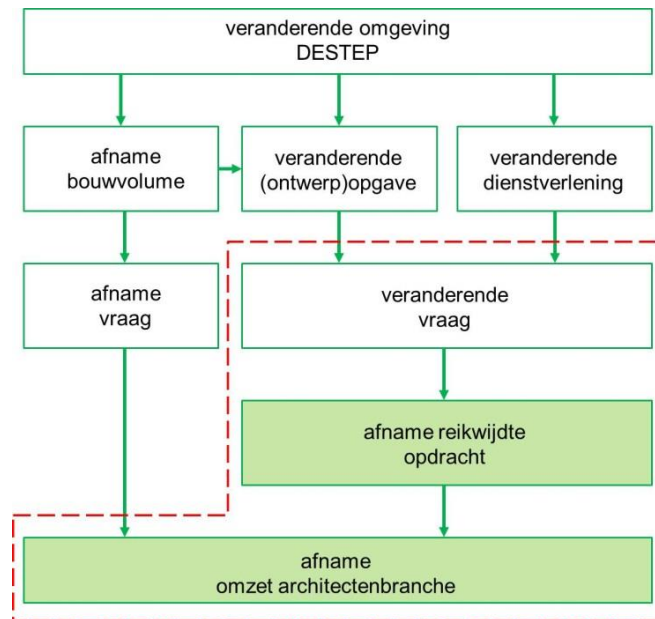 veranderende omgeving
DESTEP
afname
bouwvolume
veranderende
(ontwerp)opgave
veranderende
dienstverlening
afname
vraag
veranderende
vraag
afname reikwijdte
opdracht
afname
omzet architectenbranche